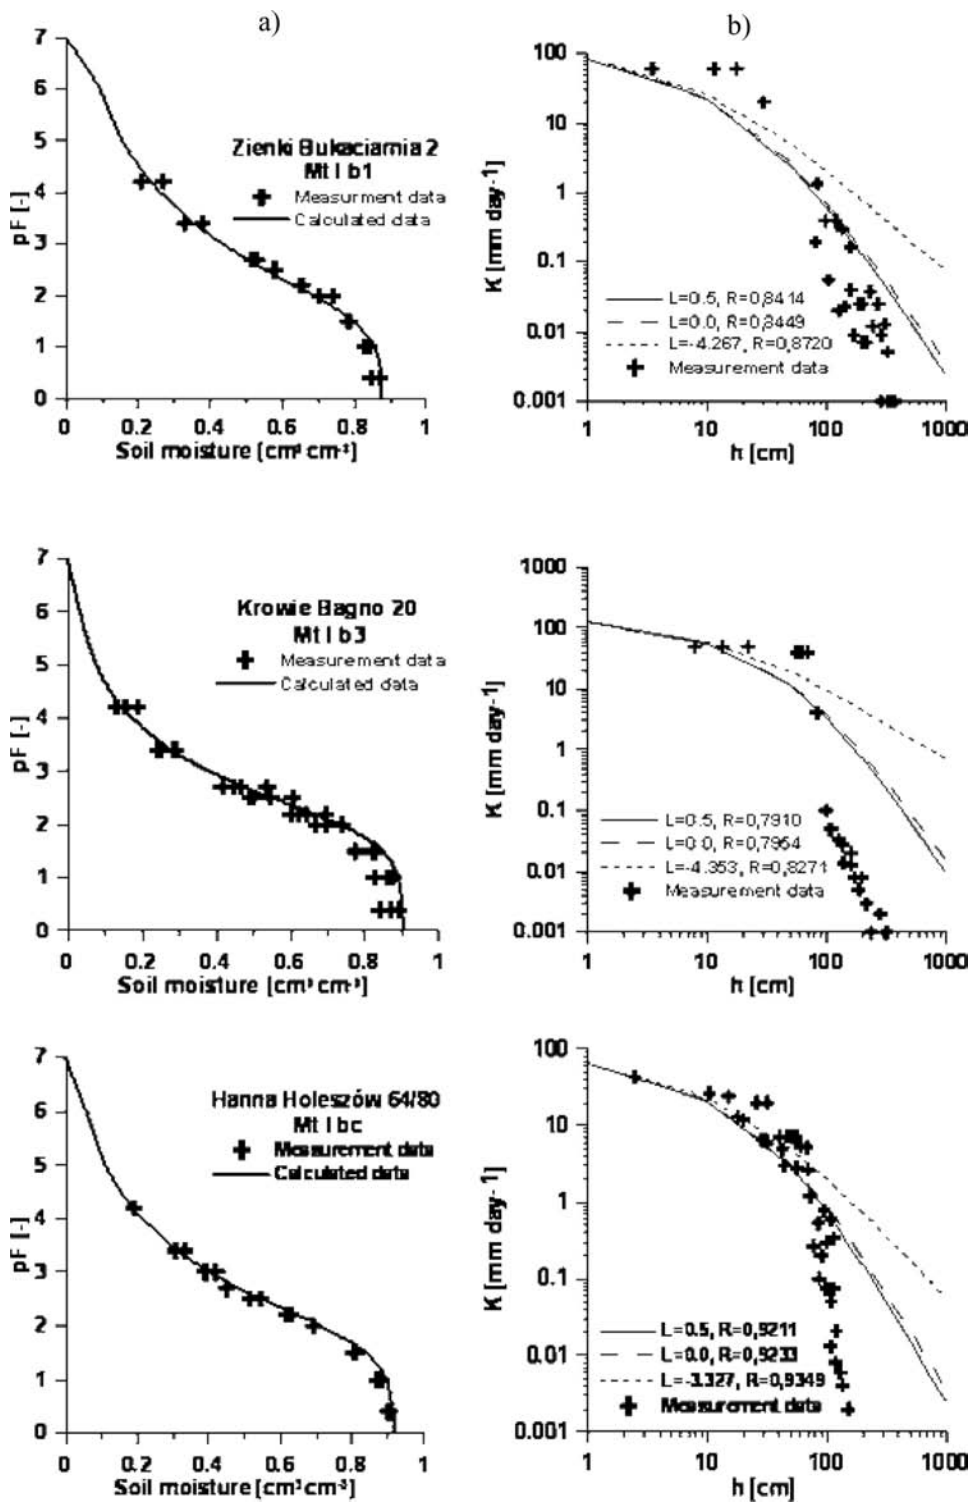 a)
b)
7
6
5
4
3
2
1
0
pF [-]
Zienki Bukaciarnia 2
Mt I b1
Measurment data
Calculated data
0 0.2 0.4 0.6 0.8 1
Soil moisture [cm³ cm⁻³]
100
10
1
0.1
0.01
0.001
K [mm day-1]
L=0.5, R=0,8414
L=0.0, R=0,8449
L=-4.267, R=0,8720
Measurement data
1 10 100 1000
h [cm]
7
6
5
4
3
2
1
0
pF [-]
Krowie Bagno 20
Mt I b3
Measurement data
Calculated data
0 0.2 0.4 0.6 0.8 1
Soil moisture [cm³ cm⁻³]
1000
100
10
1
0.1
0.01
0.001
K [mm day-1]
L=0.5, R=0,7910
L=0.0, R=0,7954
L=-4.353, R=0,8271
Measurement data
1 10 100 1000
h [cm]
7
6
5
4
3
2
1
0
pF [-]
Hanna Holeszów 64/80
Mt I bc
Measurement data
Calculated data
0 0.2 0.4 0.6 0.8 1
Soil moisture [cm³ cm⁻³]
100
10
1
0.1
0.01
0.001
K [mm day-1]
L=0.5, R=0,9211
L=0.0, R=0,9233
L=-3.327, R=0,9349
Measurement data
1 10 100 1000
h [cm]